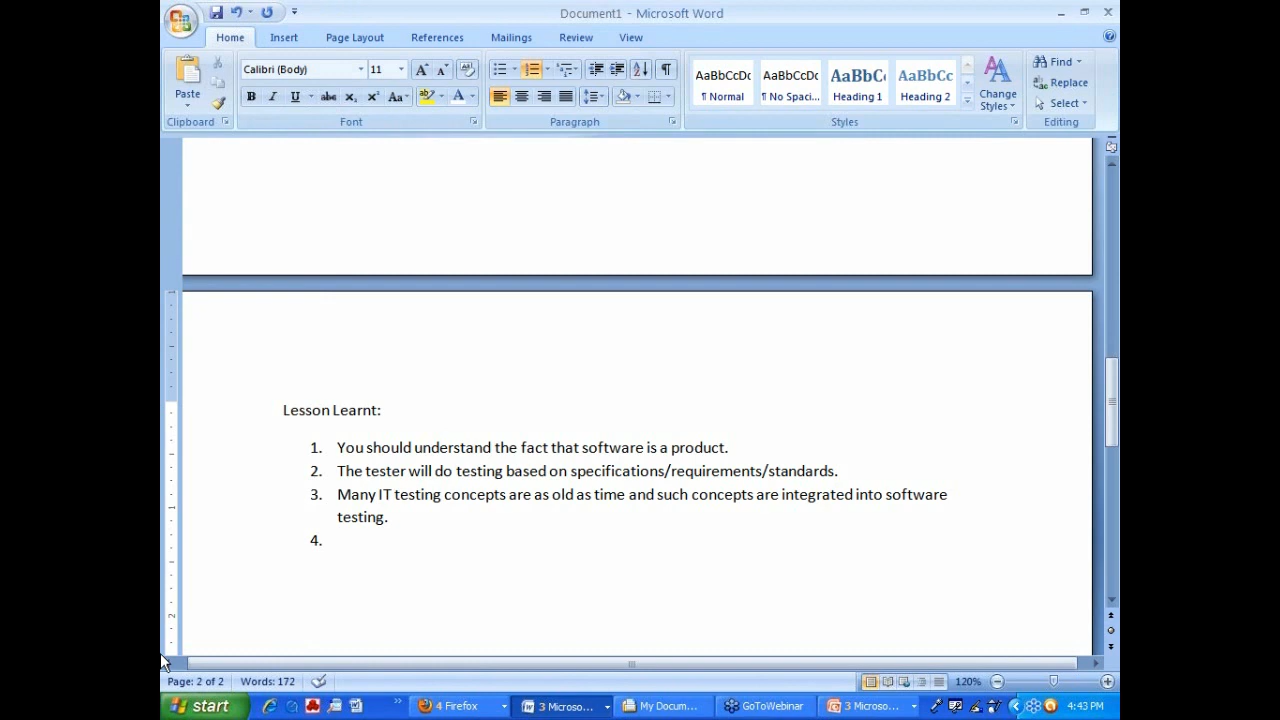 Document1 - Microsoft Word
Home Insert Page Layout References Mailings Review View
Calibri (Body) 11
Paste
AaBbCcDc AaBbCcDc AaBbC AaBbCc
¶ Normal ¶ No Spaci... Heading 1 Heading 2
Change Styles
Find
Replace
Select
Clipboard Font Paragraph Styles Editing
Lesson Learnt:
1. You should understand the fact that software is a product.
2. The tester will do testing based on specifications/requirements/standards.
3. Many IT testing concepts are as old as time and such concepts are integrated into software
testing.
4.
Page: 2 of 2 Words: 172 120%
start 4 Firefox 3 Microso... My Docum... GoToWebinar 3 Microso... 4:43 PM